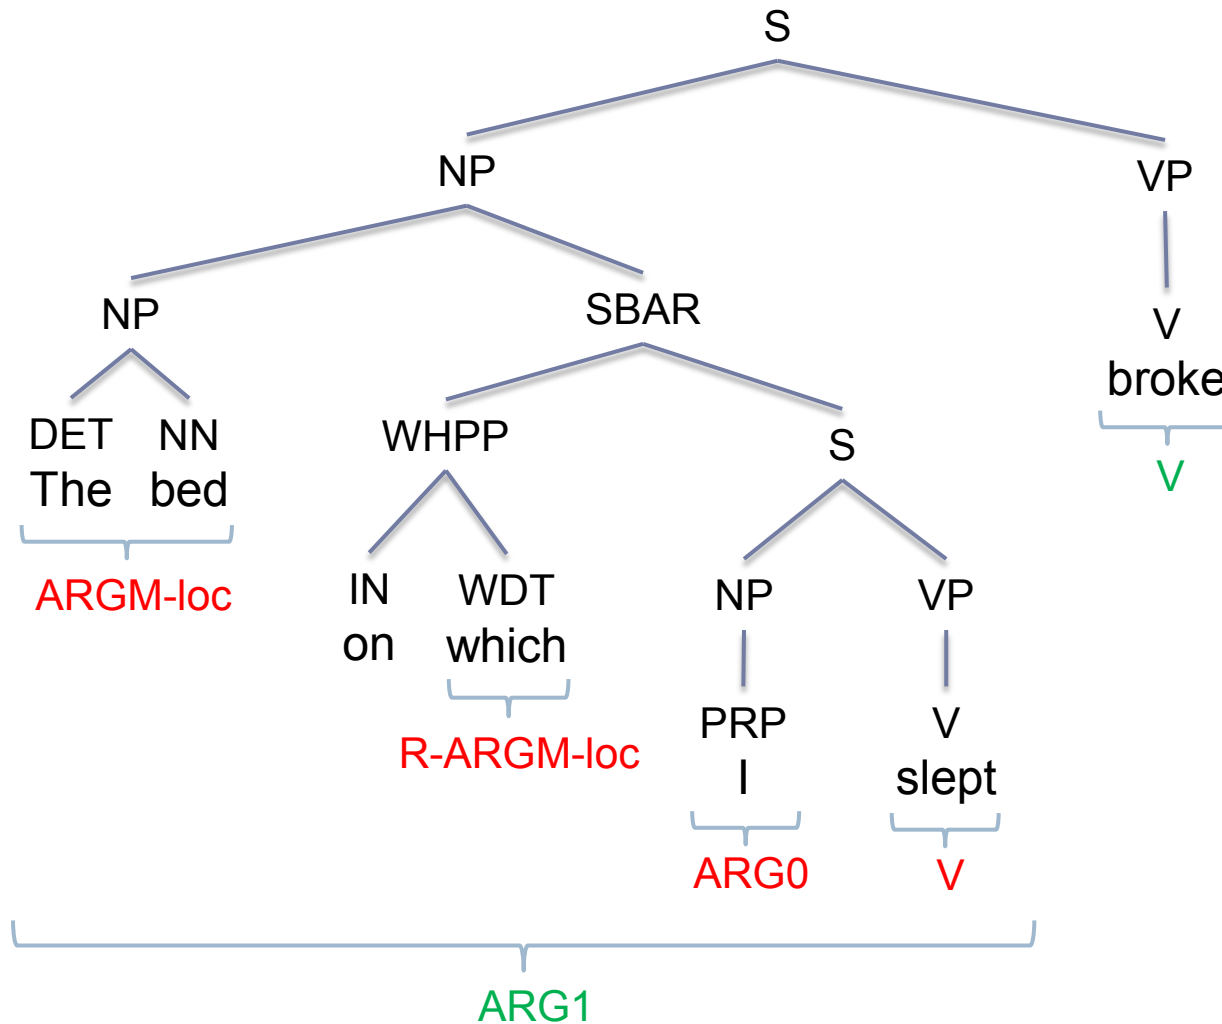 S
NP VP
NP SBAR V
broke
DET NN WHPP S
The bed V
ARGM-loc IN WDT NP VP
on which
R-ARGM-loc PRP V
I slept
ARG0 V
ARG1